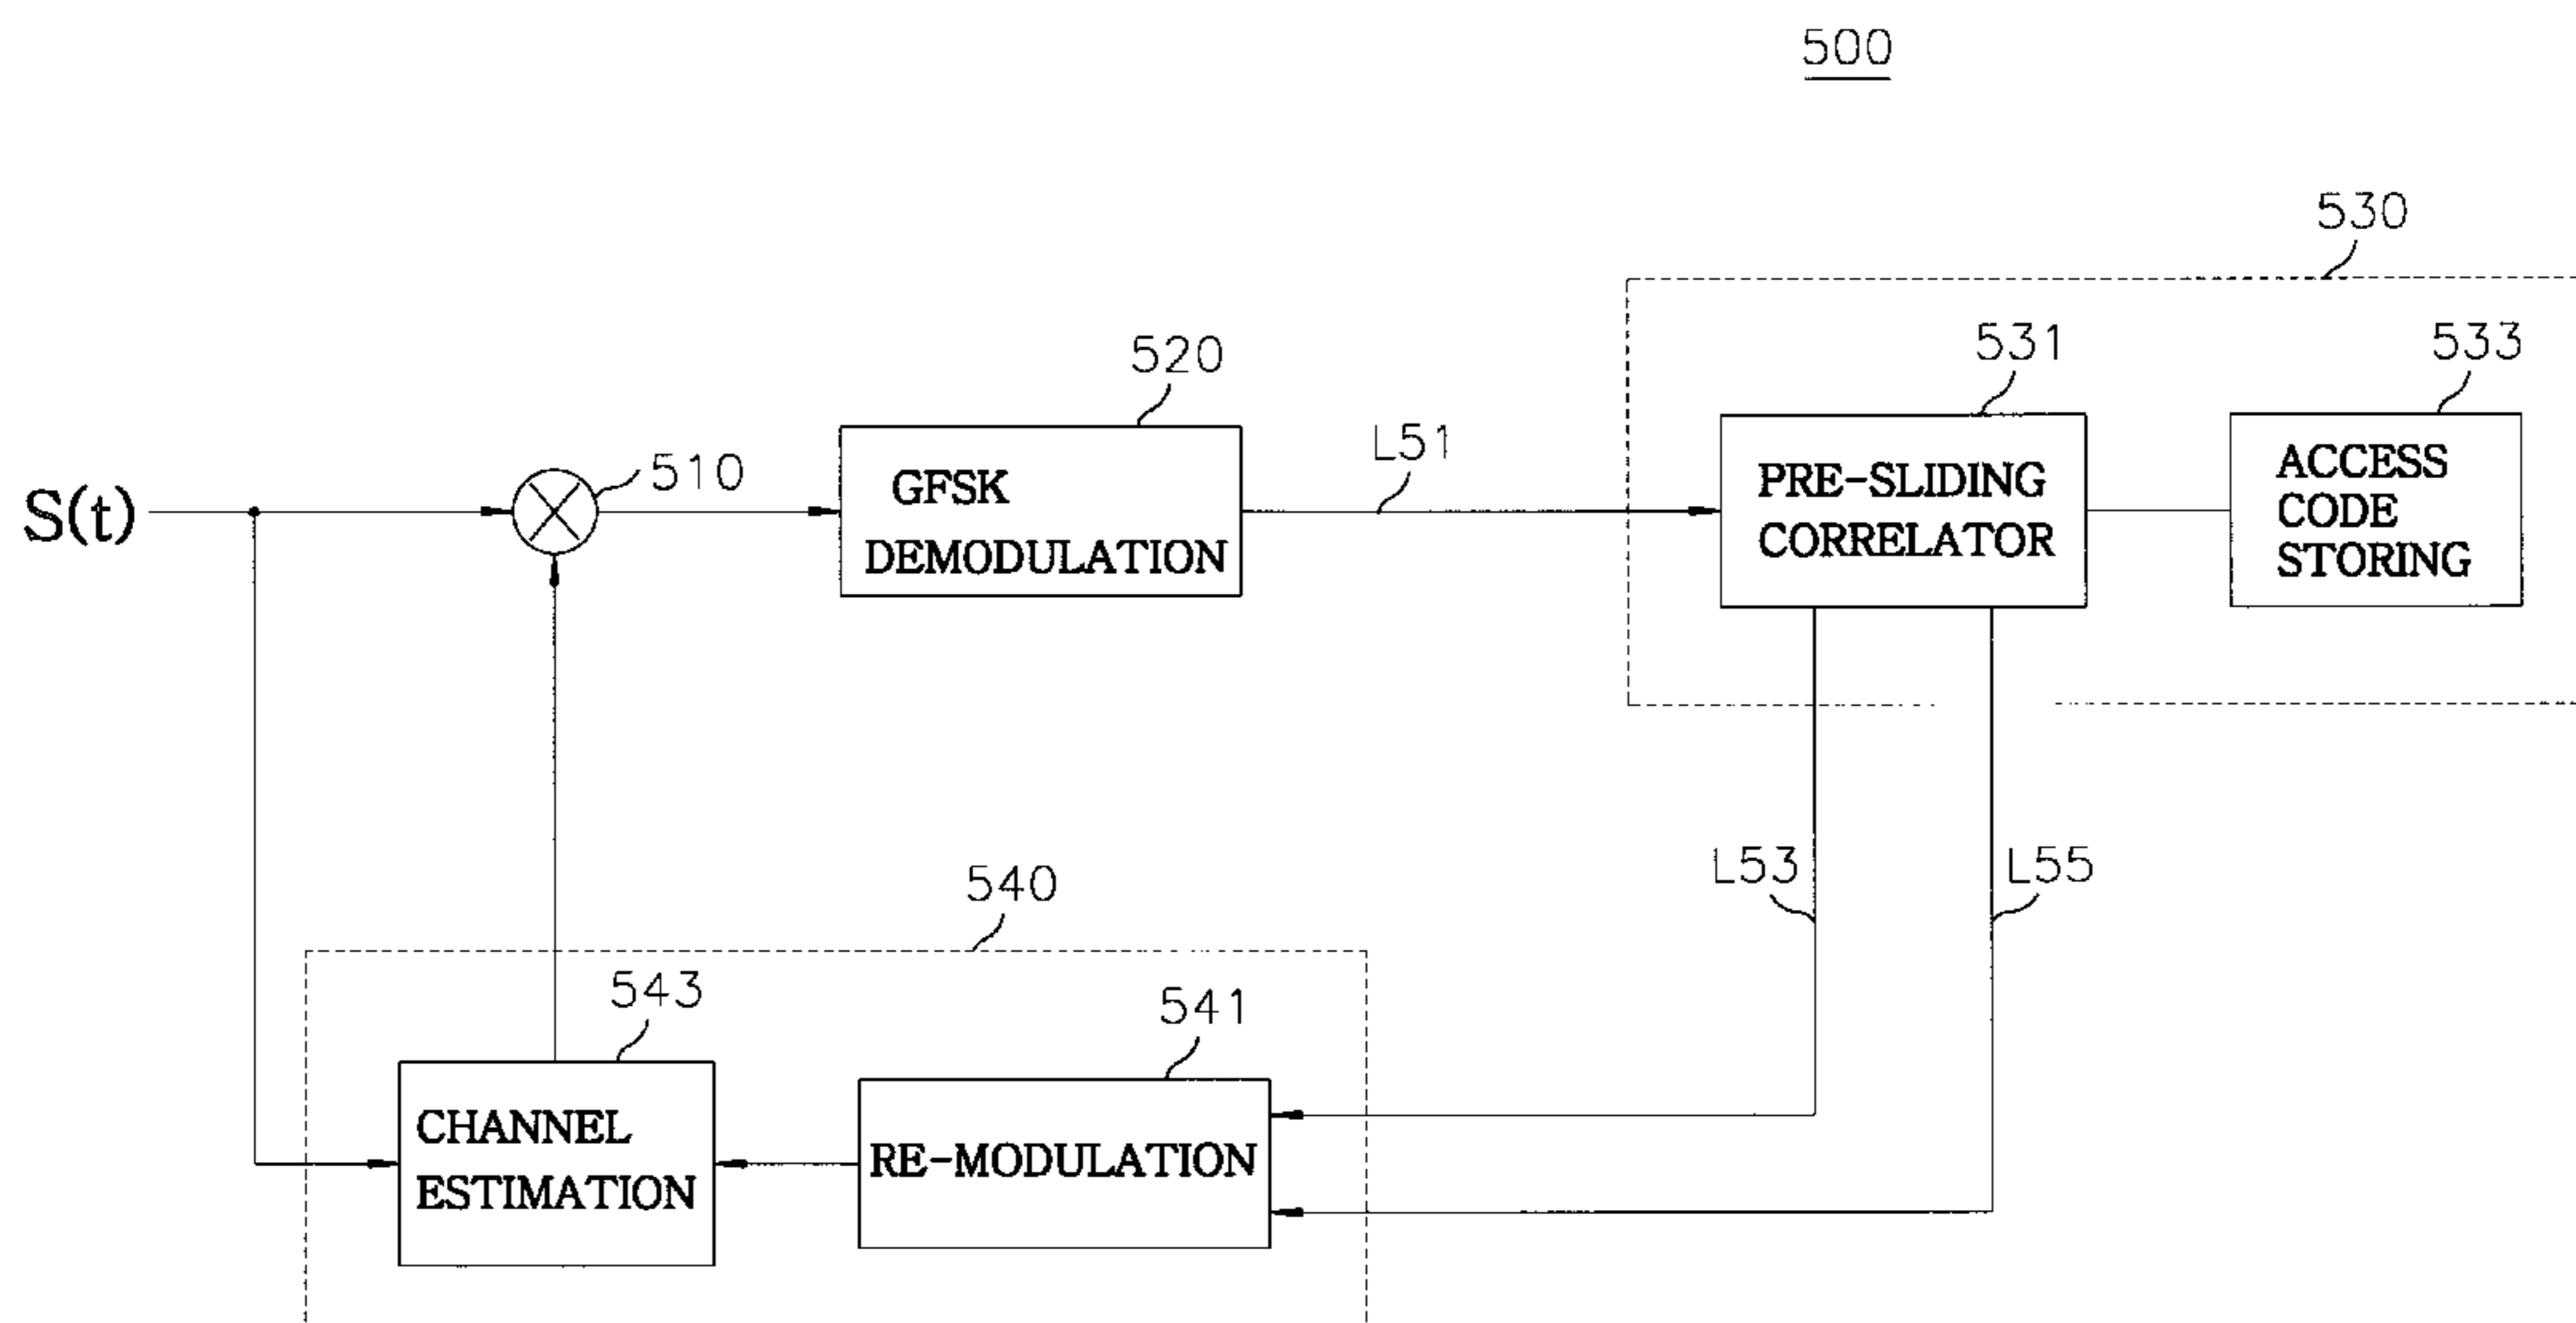 500
530
531
533
520
L51
510
S(t)
GFSK
DEMODULATION
PRE-SLIDING
CORRELATOR
ACCESS
CODE
STORING
L53
L55
540
543
541
CHANNEL
ESTIMATION
RE-MODULATION